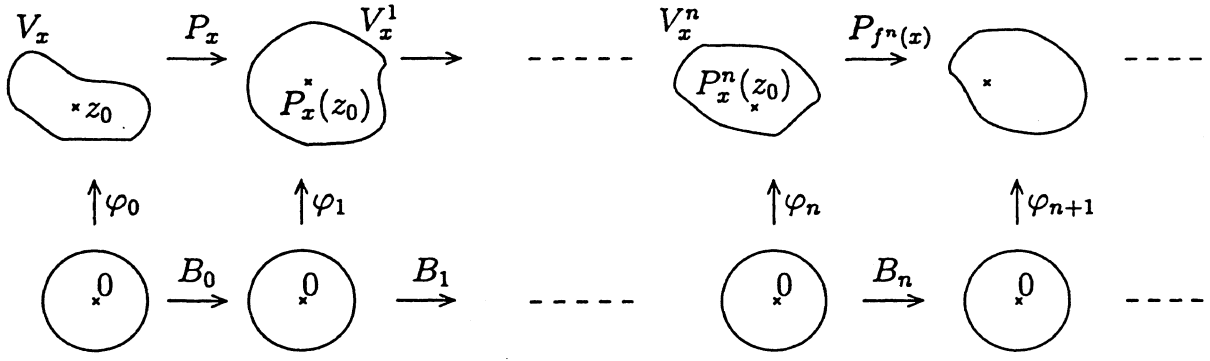 V_x P_x V_x^1 V_x^n P_{f^n(x)}
z_0 P_x(z_0) P_x^n(z_0)
φ_0 φ_1 φ_n φ_{n+1}
0 B_0 0 B_1 0 B_n 0